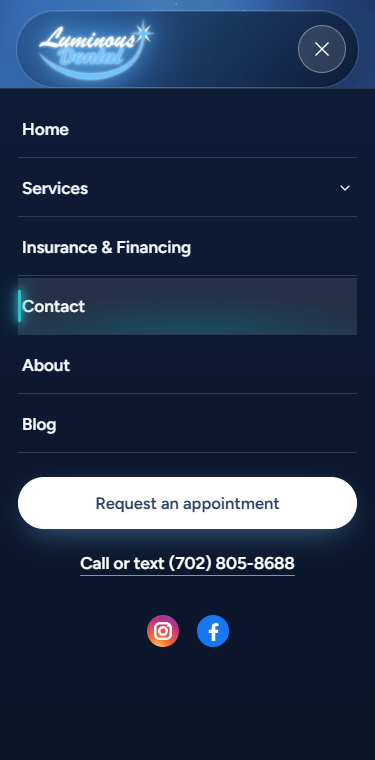 Luminous
Dental
Home
Services
Insurance & Financing
Contact
About
Blog
Request an appointment
Call or text (702) 805-8688